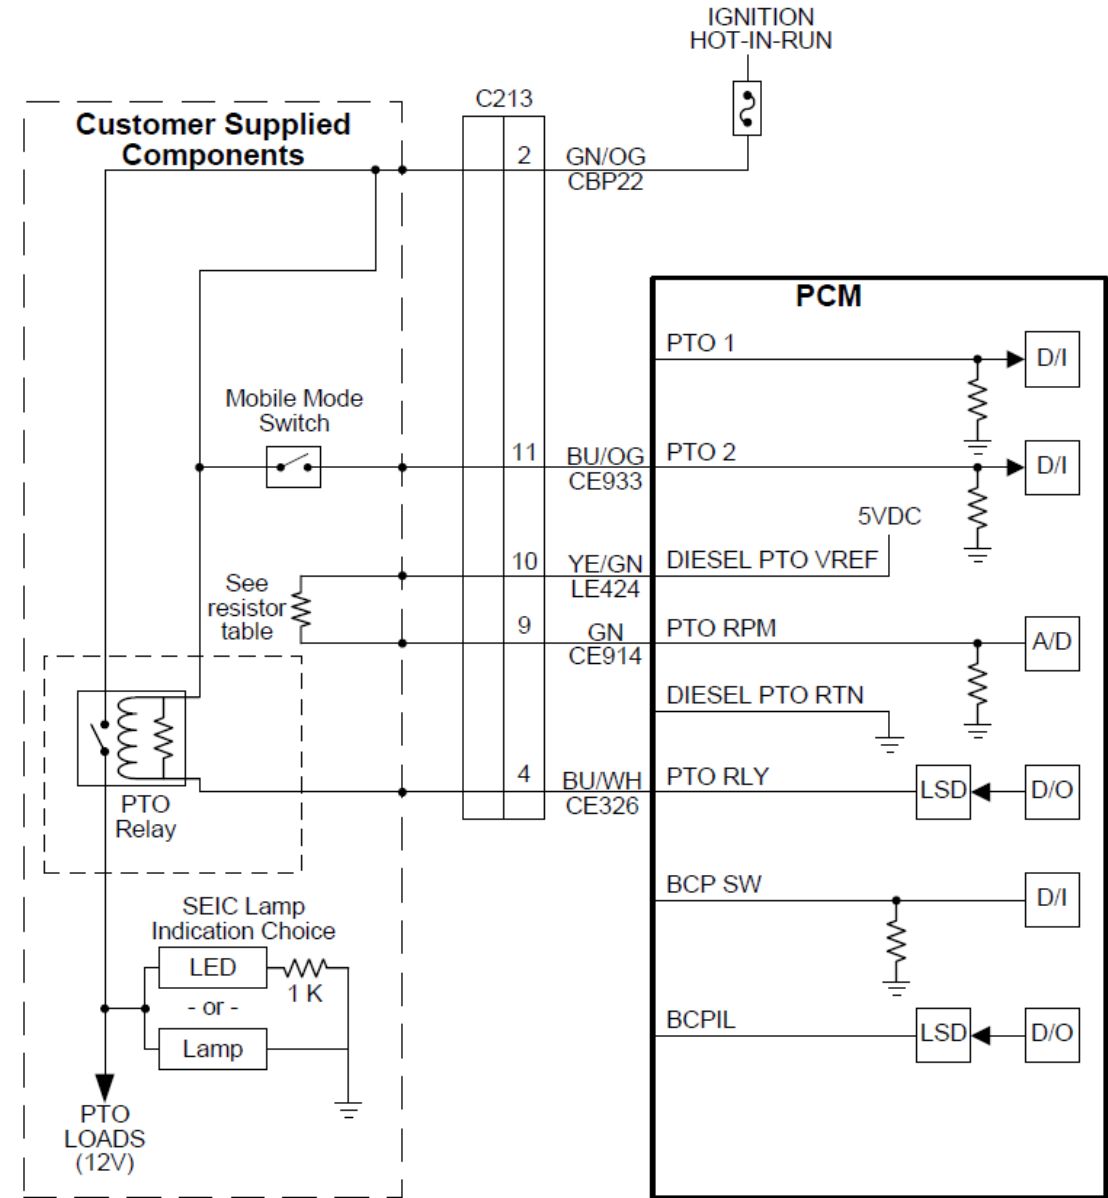 IGNITION
HOT-IN-RUN
C213
Customer Supplied
Components
2
GN/OG
CBP22
PCM
PTO 1
D/I
Mobile Mode
Switch
11
BU/OG
CE933
PTO 2
D/I
5VDC
10
YE/GN
LE424
DIESEL PTO VREF
See
resistor
table
9
GN
CE914
PTO RPM
A/D
DIESEL PTO RTN
4
BU/WH
CE326
PTO RLY
LSD
D/O
PTO
Relay
BCP SW
D/I
SEIC Lamp
Indication Choice
LED
1 K
- or -
Lamp
BCPIL
LSD
D/O
PTO
LOADS
(12V)